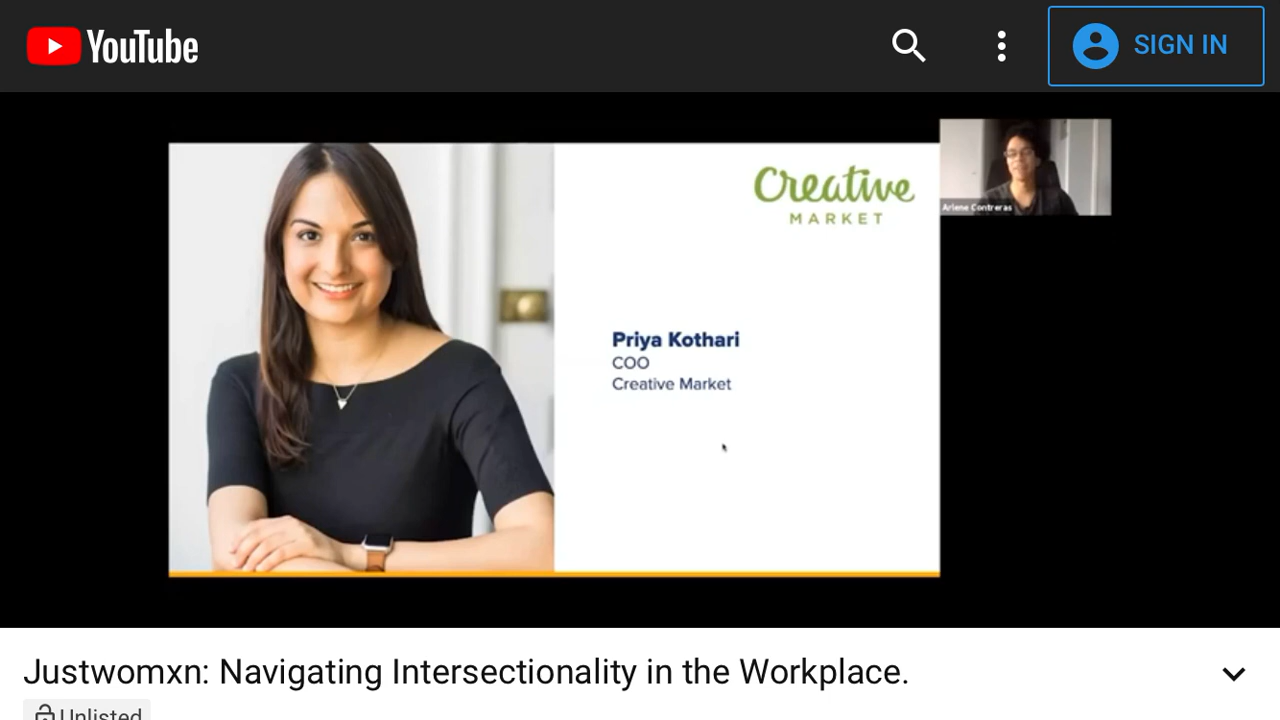 YouTube
SIGN IN
Creative
MARKET
Arlene Contreras
Priya Kothari
COO
Creative Market
Justwomxn: Navigating Intersectionality in the Workplace.
Unlisted